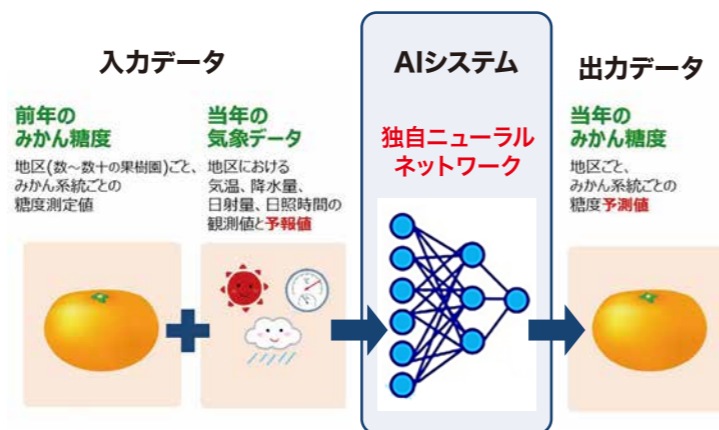 入力データ
AIシステム
出力データ
前年の
みかん糖度
地区(数～数十の果樹園)ごと、
みかん系統ごとの
糖度測定値
当年の
気象データ
地区における
気温、降水量、
日射量、日照時間の
観測値と予報値
独自ニューラル
ネットワーク
当年の
みかん糖度
地区ごと、
みかん系統ごとの
糖度予測値